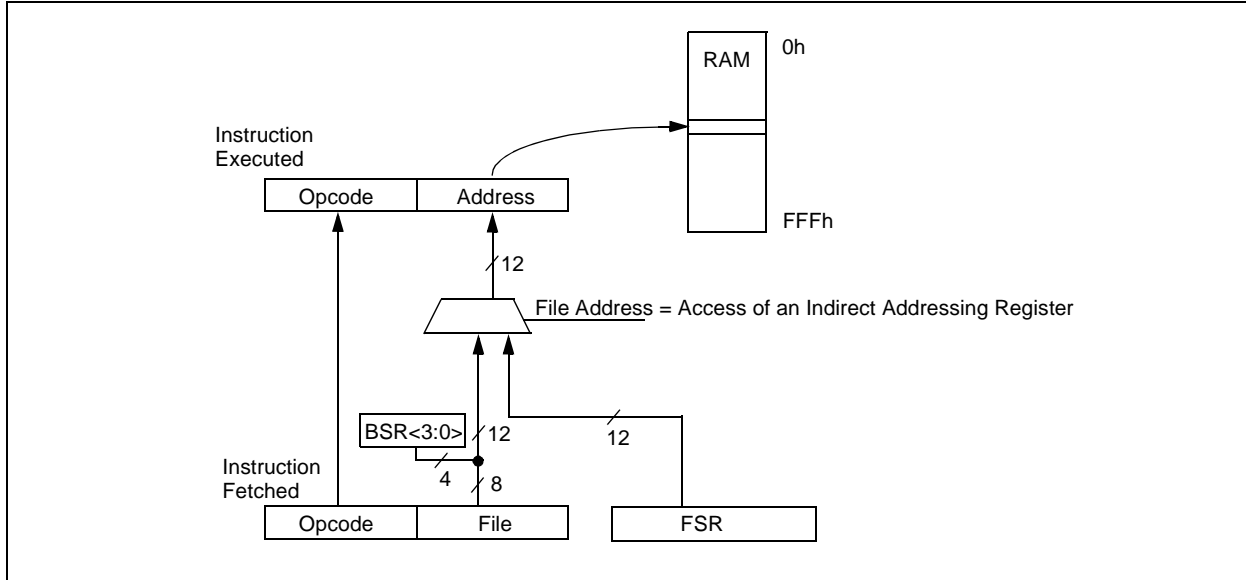 RAM
0h
Instruction
Executed
Opcode
Address
FFFh
12
File Address = Access of an Indirect Addressing Register
BSR<3:0>
12
12
Instruction
Fetched
4
8
Opcode
File
FSR